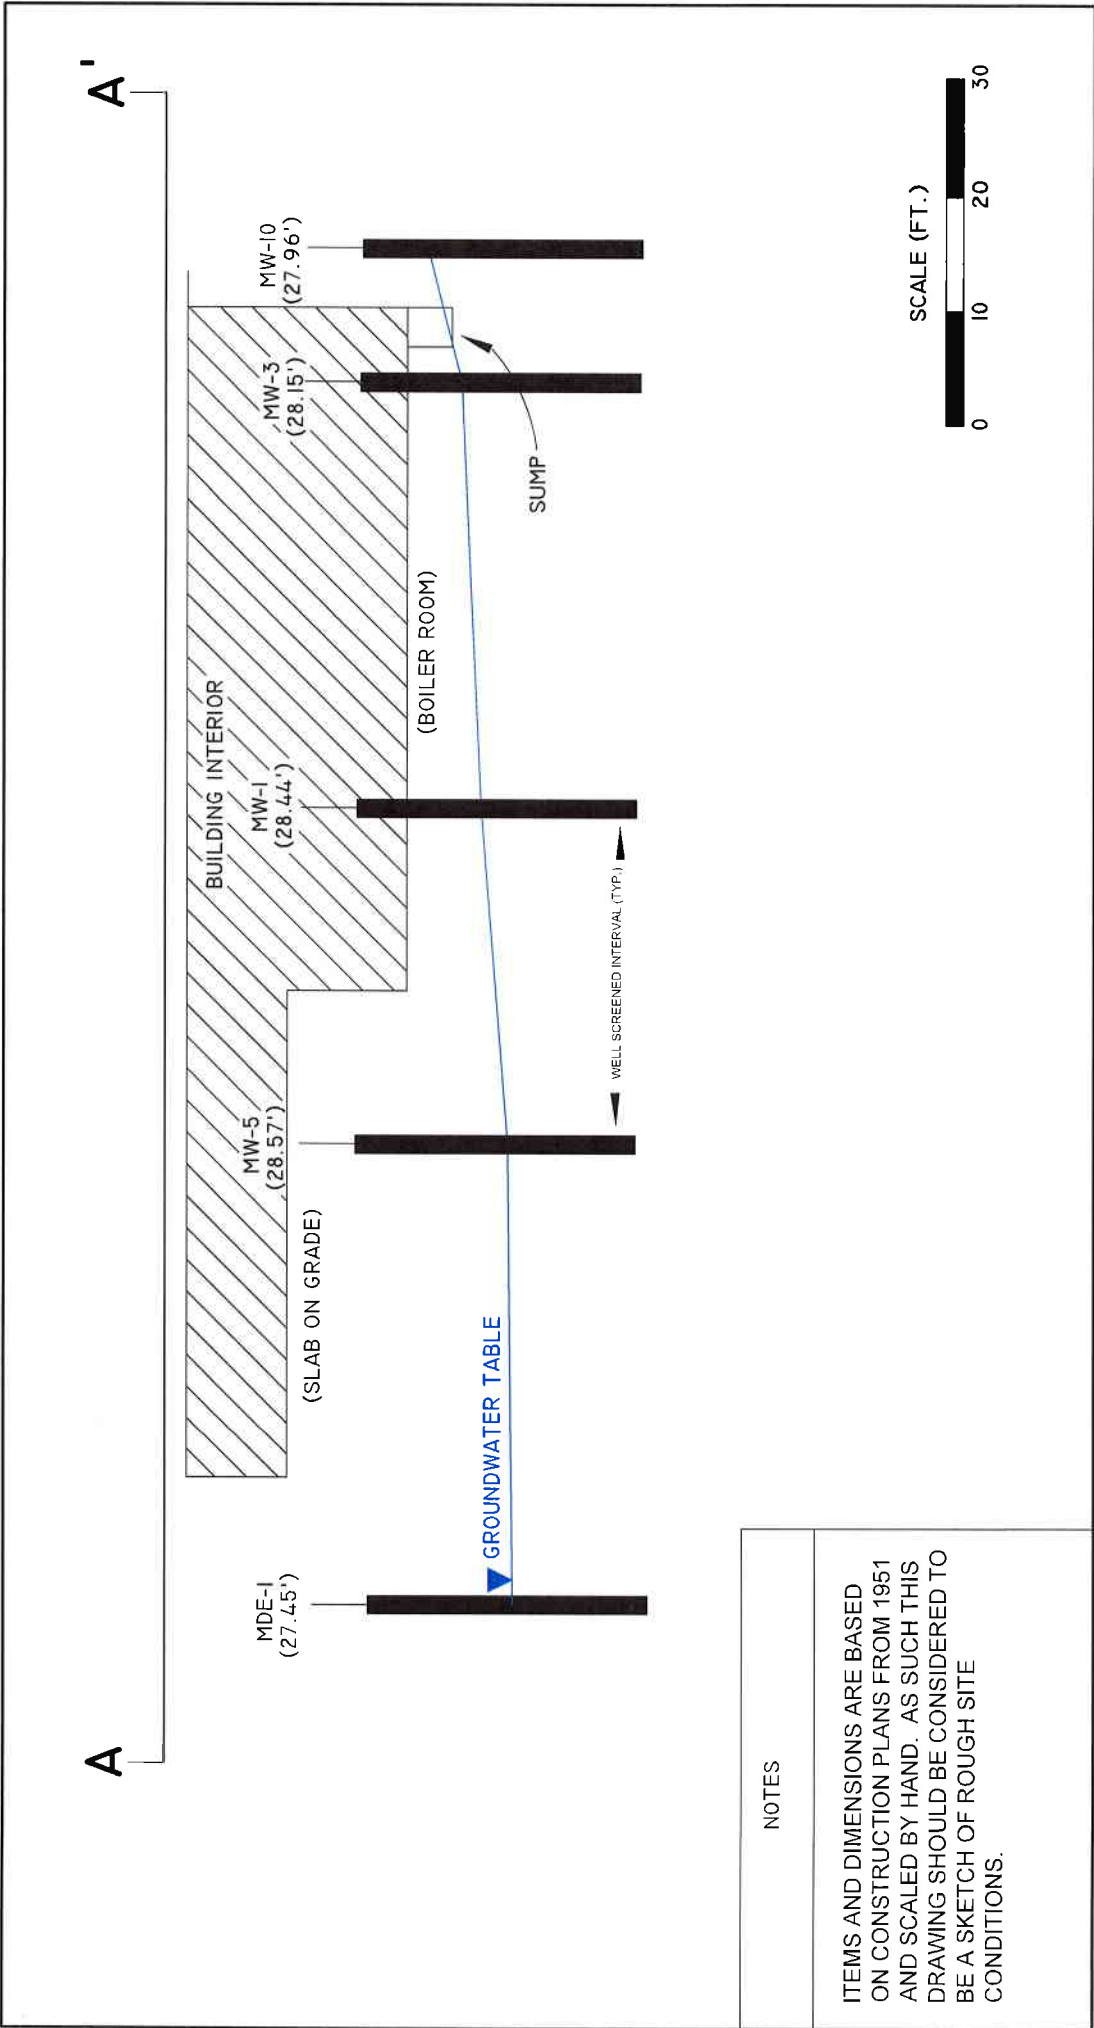 A
A'
MDE-1
(27.45')
MW-5
(28.57')
MW-1
(28.44')
MW-3
(28.15')
MW-10
(27.96')
BUILDING INTERIOR
(SLAB ON GRADE)
(BOILER ROOM)
GROUNDWATER TABLE
SUMP
WELL SCREENED INTERVAL (TYP.)
NOTES
ITEMS AND DIMENSIONS ARE BASED
ON CONSTRUCTION PLANS FROM 1951
AND SCALED BY HAND. AS SUCH THIS
DRAWING SHOULD BE CONSIDERED TO
BE A SKETCH OF ROUGH SITE
CONDITIONS.
SCALE (FT.)
0 10 20 30